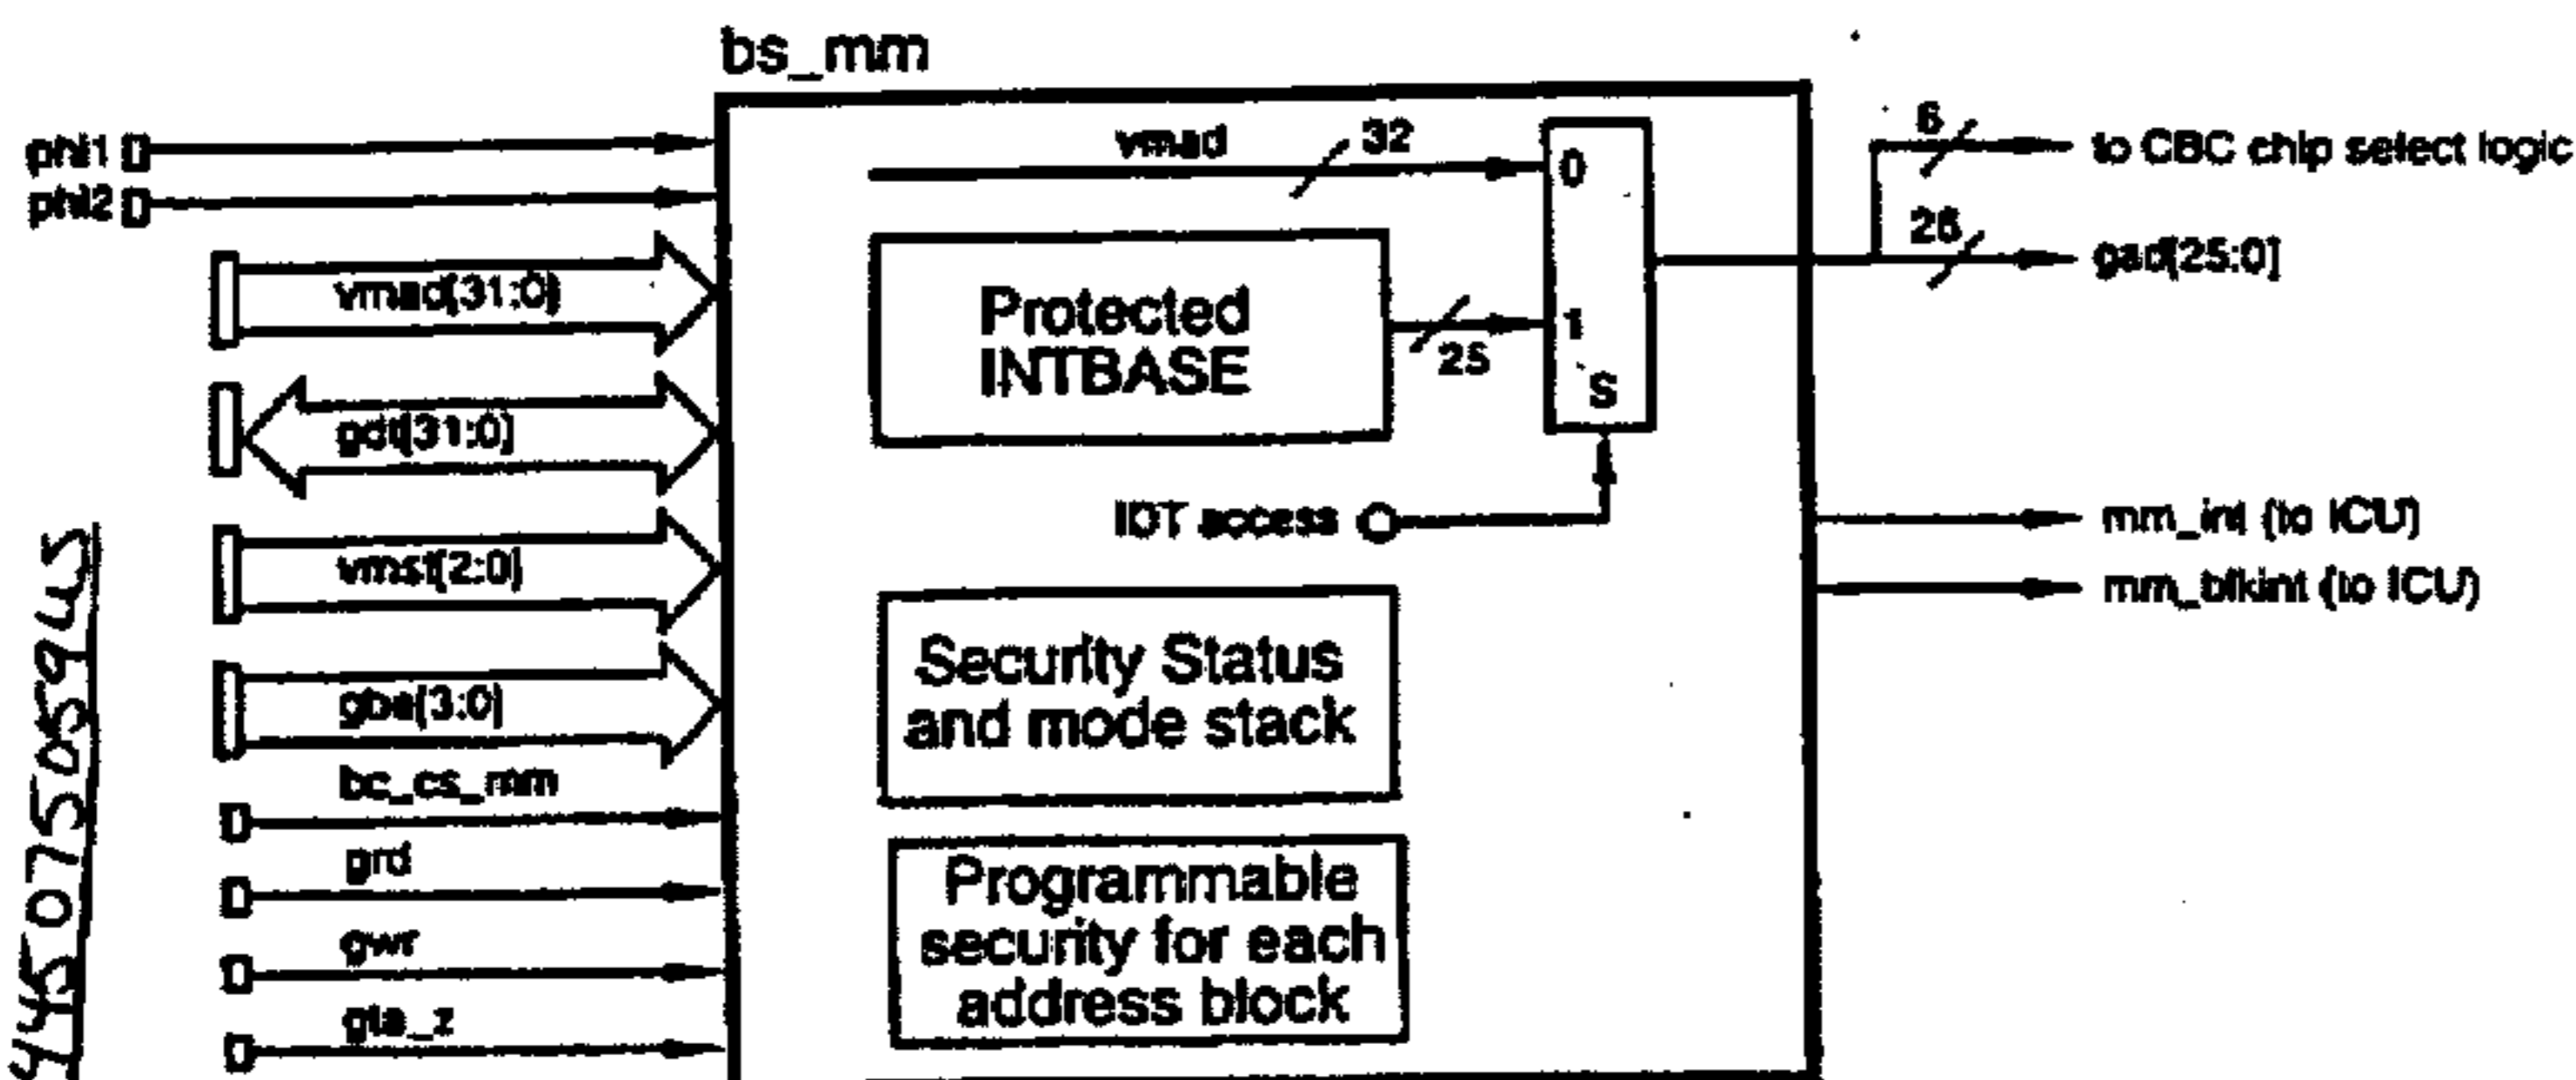 bs_mm
phi1
phi2
vmad[31:0]
gdt[31:0]
vmst[2:0]
gbe[3:0]
bc_cs_mm
grd
gwr
gta_z
vmad
32
0
Protected
INTBASE
25
1
S
IDT access
Security Status
and mode stack
Programmable
security for each
address block
6
to CBC chip select logic
26
gad[25:0]
mm_int (to ICU)
mm_blkint (to ICU)